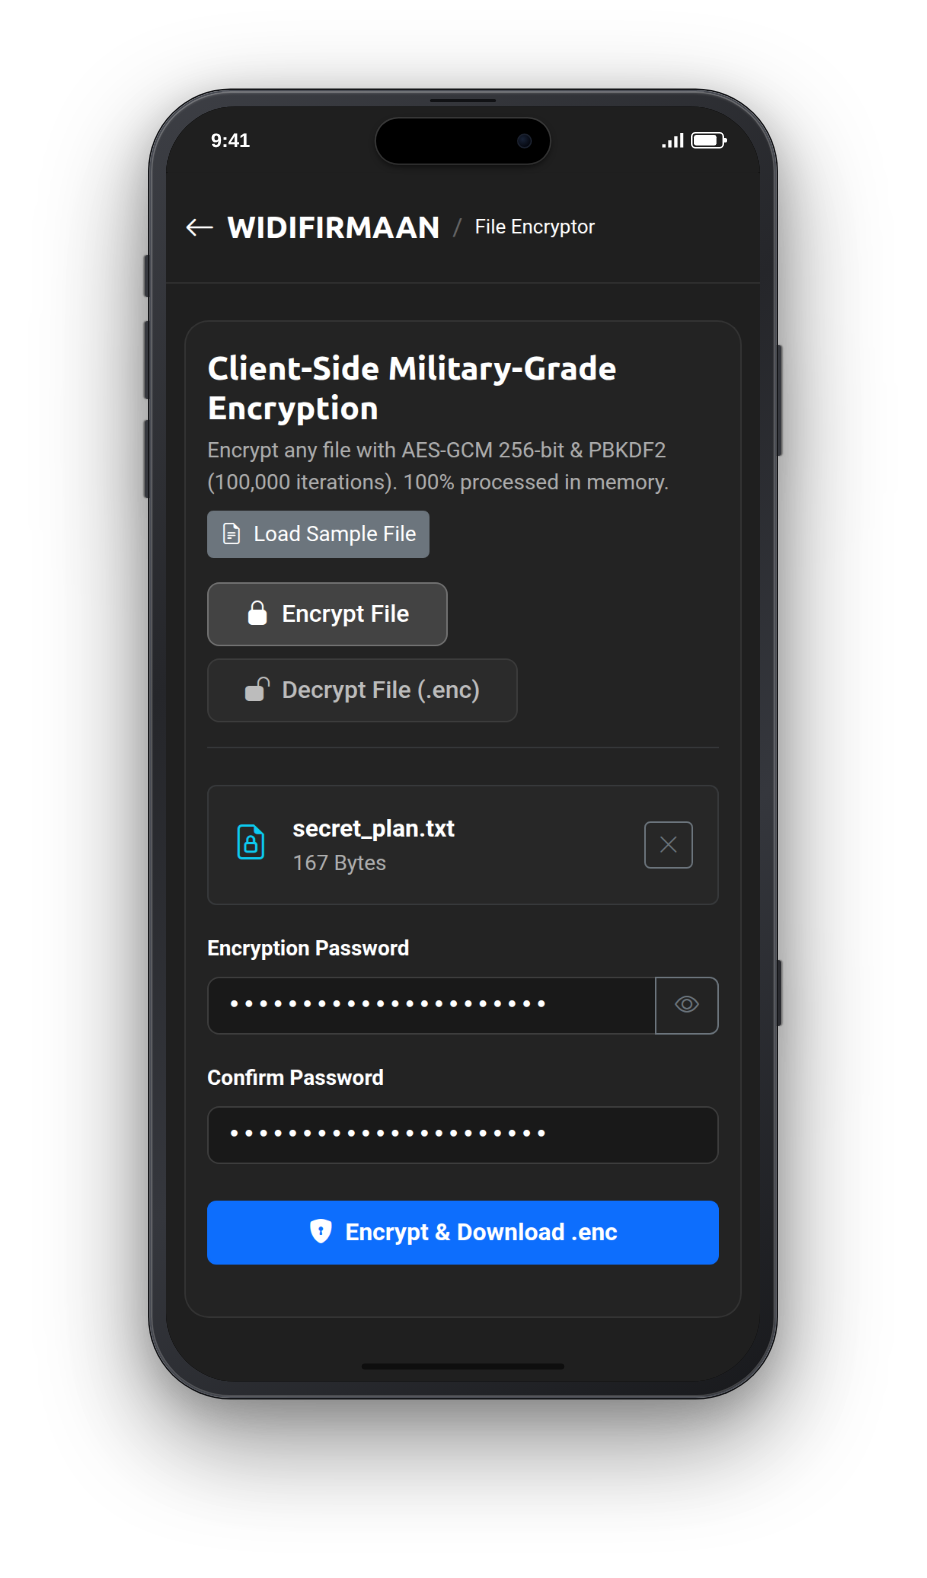 9:41
WIDIFIRMAAN / File Encryptor
Client-Side Military-Grade
Encryption
Encrypt any file with AES-GCM 256-bit & PBKDF2
(100,000 iterations). 100% processed in memory.
Load Sample File
Encrypt File
Decrypt File (.enc)
secret_plan.txt
167 Bytes
Encryption Password
••••••••••••••••••••••
Confirm Password
••••••••••••••••••••••
Encrypt & Download .enc